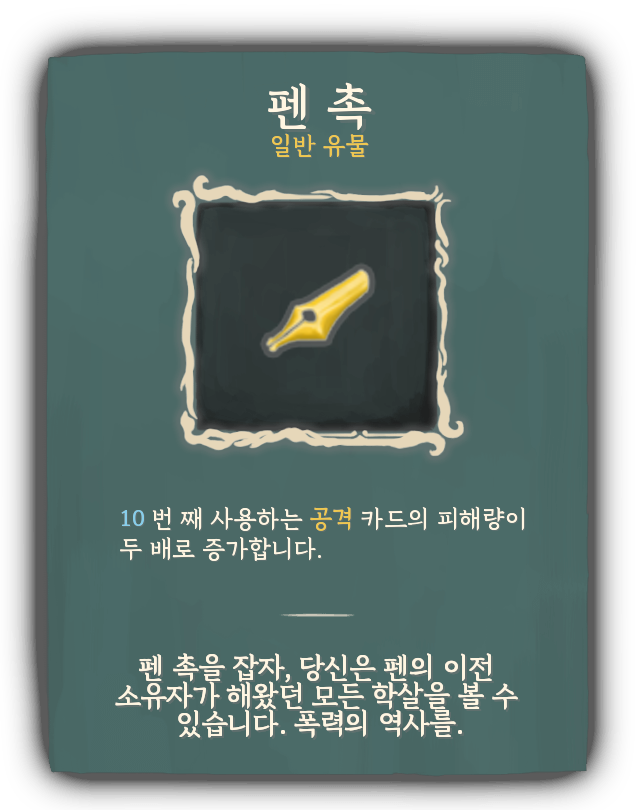 펜 촉
일반 유물
10 번 째 사용하는 공격 카드의 피해량이
두 배로 증가합니다.
펜 촉을 잡자, 당신은 펜의 이전
소유자가 해왔던 모든 학살을 볼 수
있습니다. 폭력의 역사를.